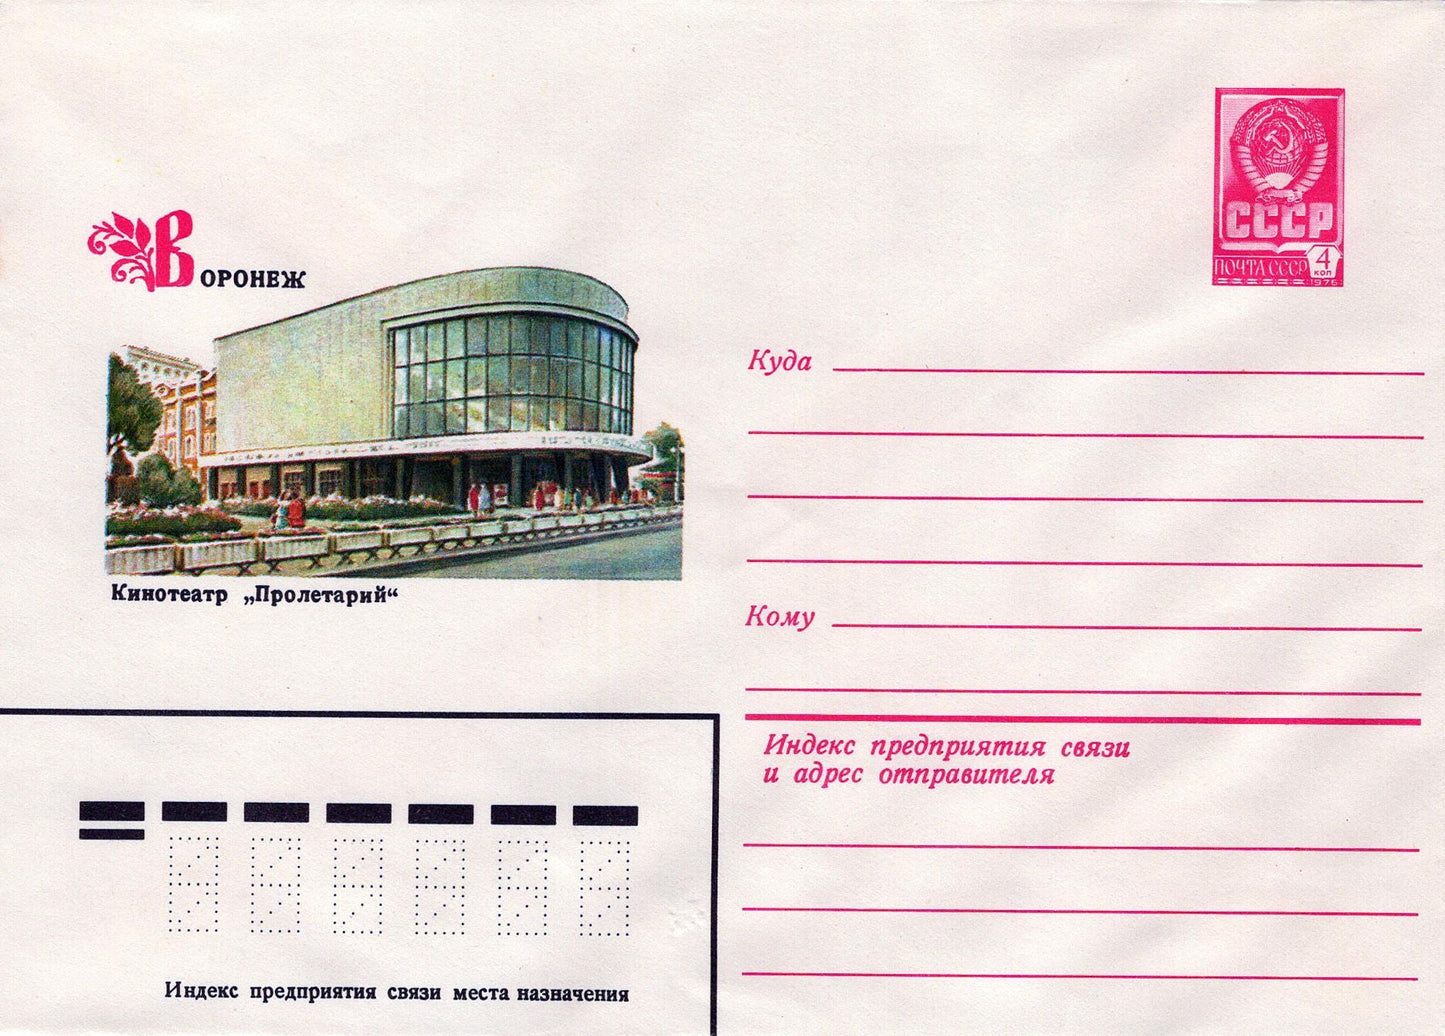 Воронеж
Кинотеатр „Пролетарий“
СССР
ПОЧТА СССР
4
коп
1976
Куда
Кому
Индекс предприятия связи
и адрес отправителя
Индекс предприятия связи места назначения